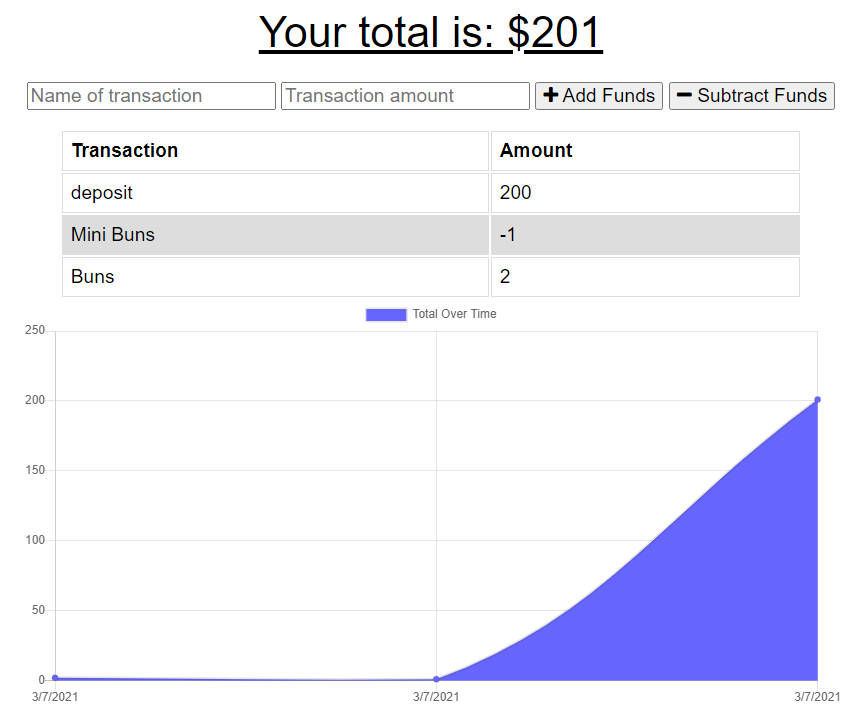 Your total is: $201
Name of transaction Transaction amount + Add Funds − Subtract Funds
Transaction Amount
deposit 200
Mini Buns -1
Buns 2
Total Over Time
250
200
150
100
50
0
3/7/2021 3/7/2021 3/7/2021